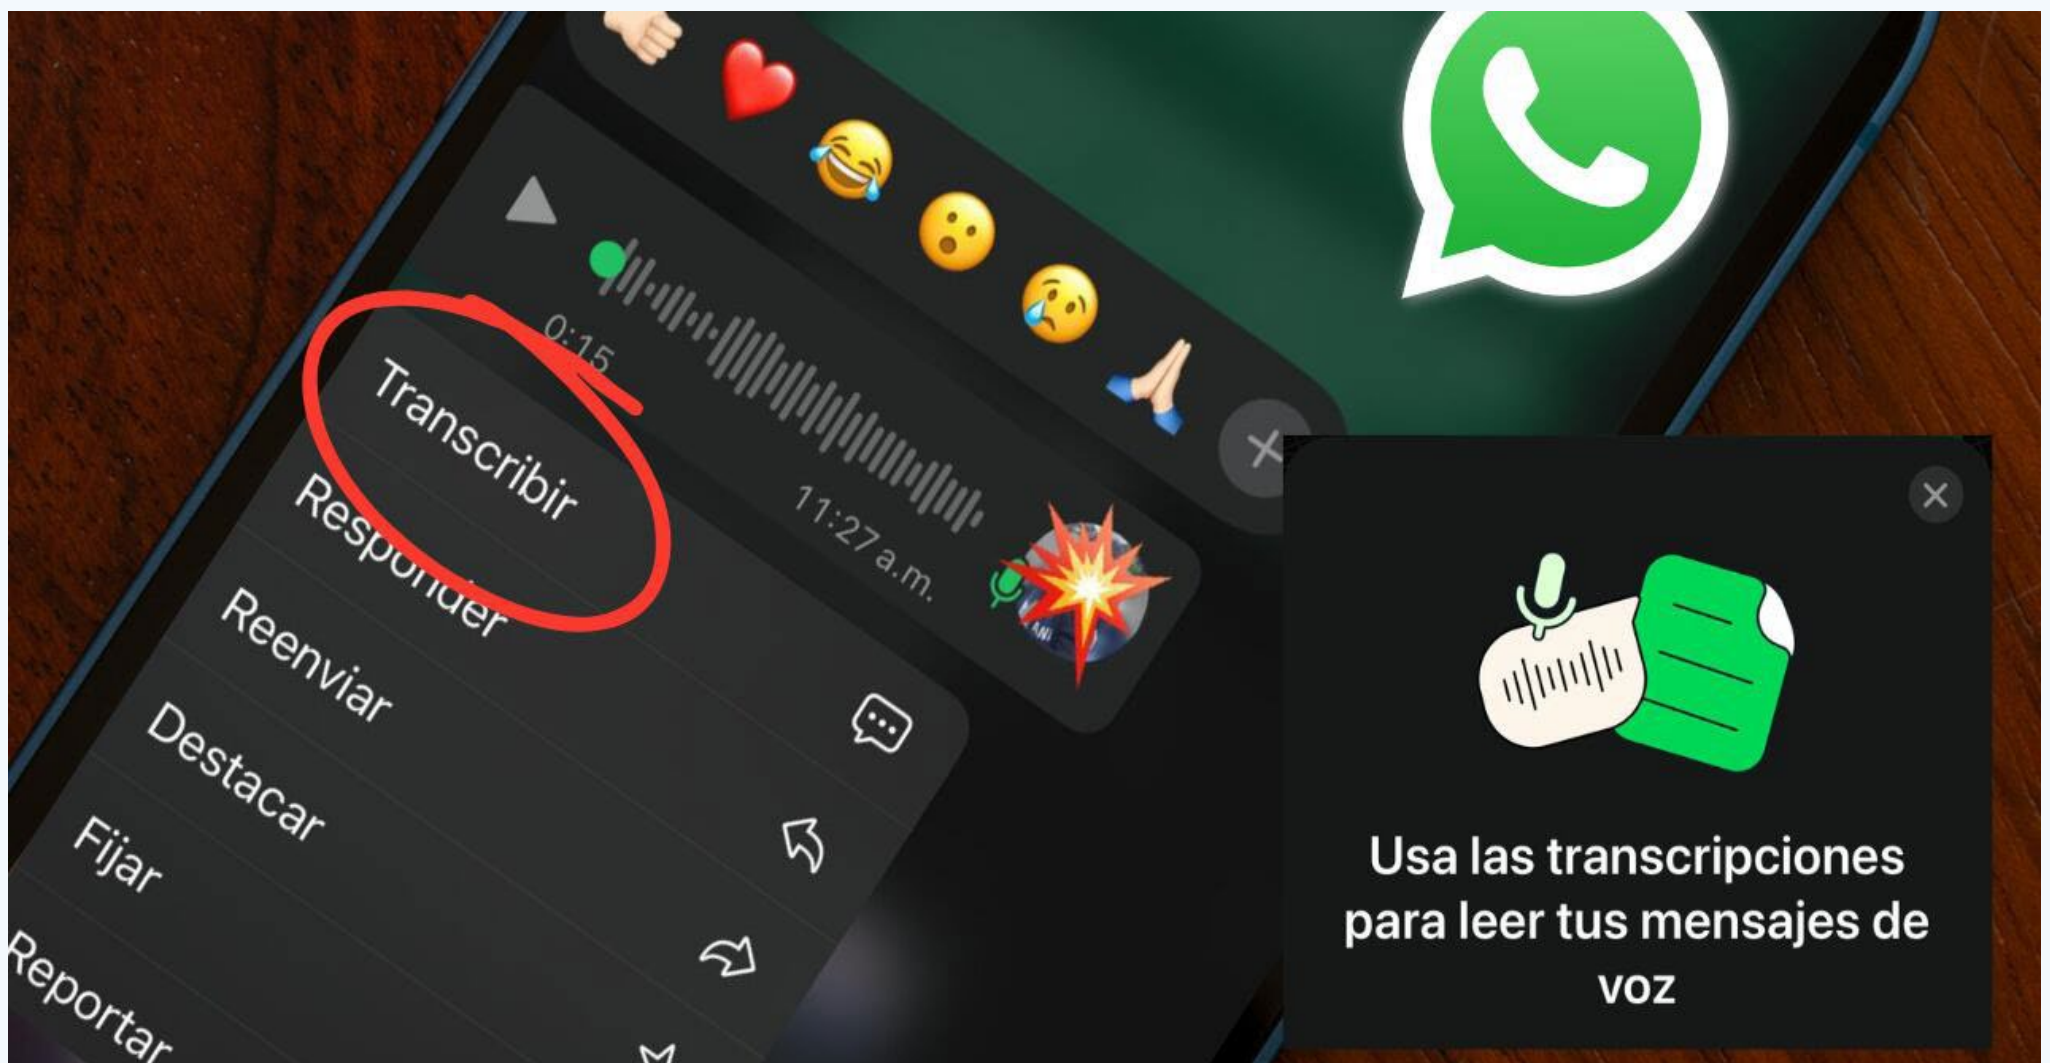 0:15
11:27 a.m.
Transcribir
Responder
Reenviar
Destacar
Fijar
Reportar
Usa las transcripciones
para leer tus mensajes de
voz